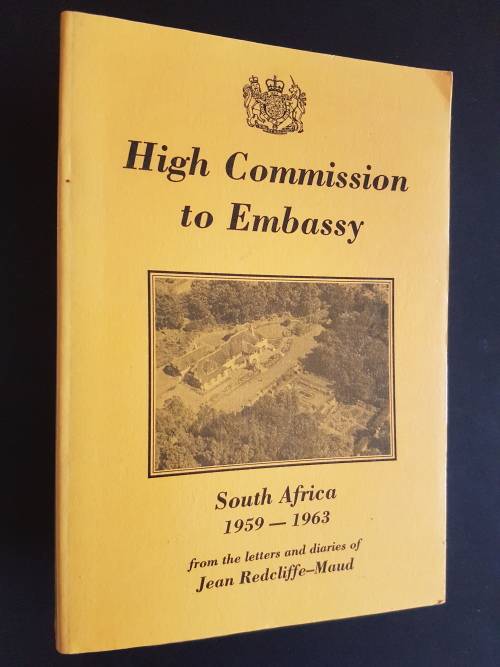 High Commission
to Embassy
South Africa
1959 — 1963
from the letters and diaries of
Jean Redcliffe–Maud